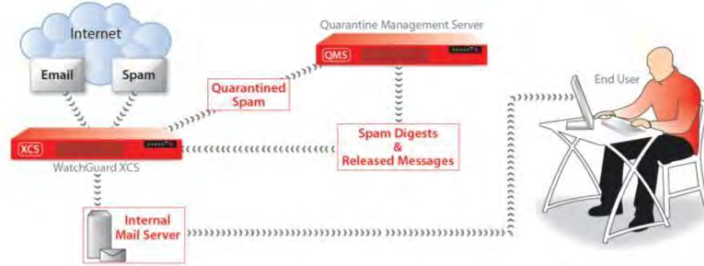 Internet
Email
Spam
Quarantine Management Server
QMS
Quarantined
Spam
End User
XCS
WatchGuard XCS
Spam Digests
&
Released Messages
Internal
Mail Server